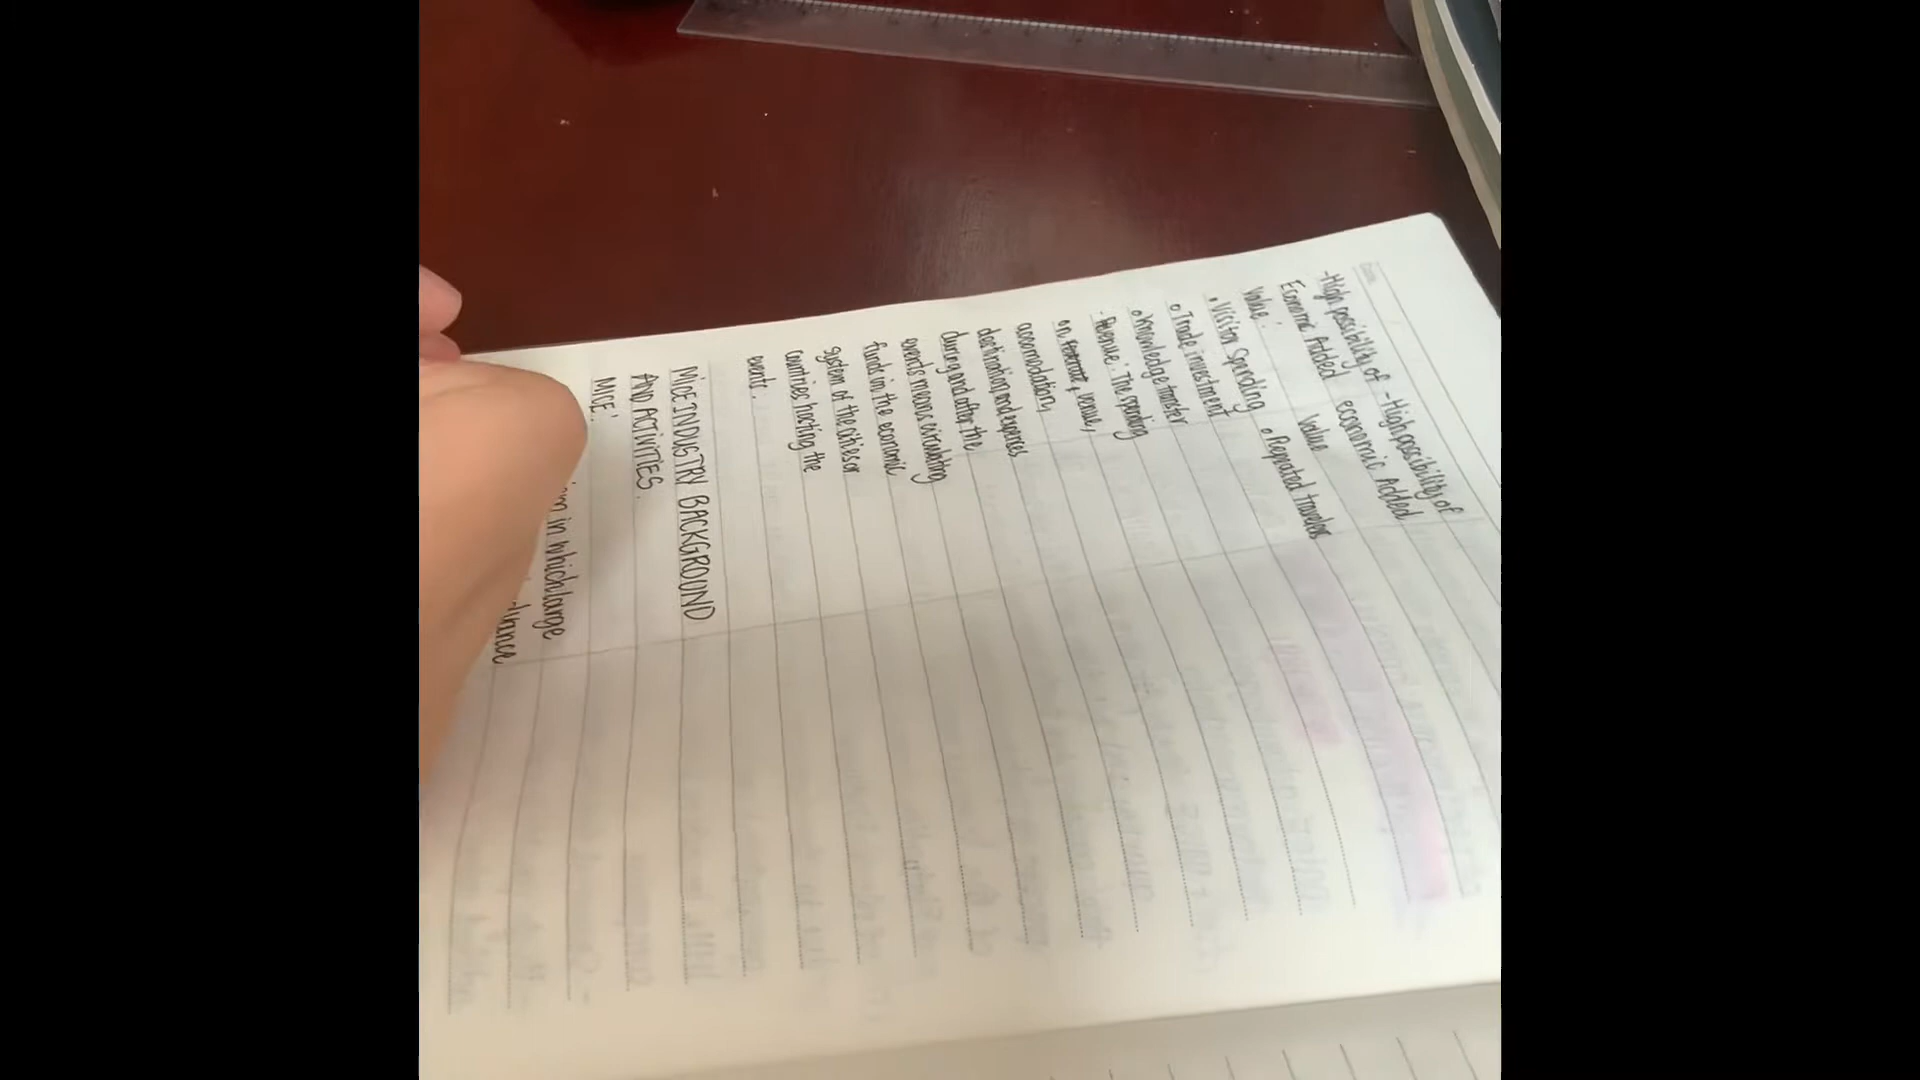 -High possibility of -High possibility of
Economic Added economic Added
Value: Value
• Visitor Spending • Repeated travelers
• Trade investment
• Knowledge transfer
- Revenue: The spending
on venue,
accomodation,
destination, and expenses
during and after the
events means circulating
funds in the economic
system of the cities or
countries hosting the
events.
MICE INDUSTRY BACKGROUND
AND ACTIVITIES.
MICE:
in which large